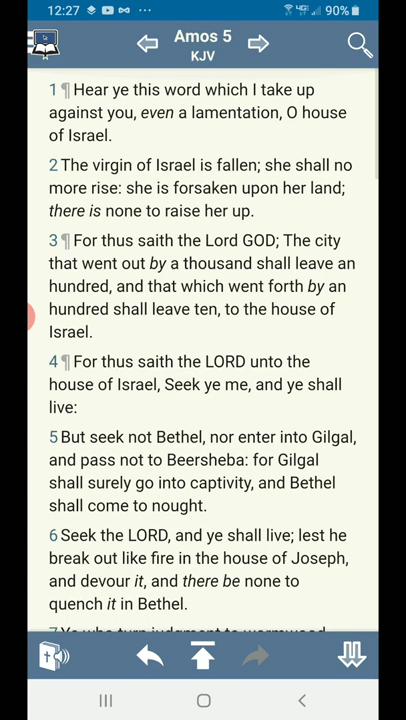 12:27
90%
Amos 5
KJV
1 ¶ Hear ye this word which I take up
against you, even a lamentation, O house
of Israel.
2 The virgin of Israel is fallen; she shall no
more rise: she is forsaken upon her land;
there is none to raise her up.
3 ¶ For thus saith the Lord GOD; The city
that went out by a thousand shall leave an
hundred, and that which went forth by an
hundred shall leave ten, to the house of
Israel.
4 ¶ For thus saith the LORD unto the
house of Israel, Seek ye me, and ye shall
live:
5 But seek not Bethel, nor enter into Gilgal,
and pass not to Beersheba: for Gilgal
shall surely go into captivity, and Bethel
shall come to nought.
6 Seek the LORD, and ye shall live; lest he
break out like fire in the house of Joseph,
and devour it, and there be none to
quench it in Bethel.
7 Ye who turn judgment to wormwood,